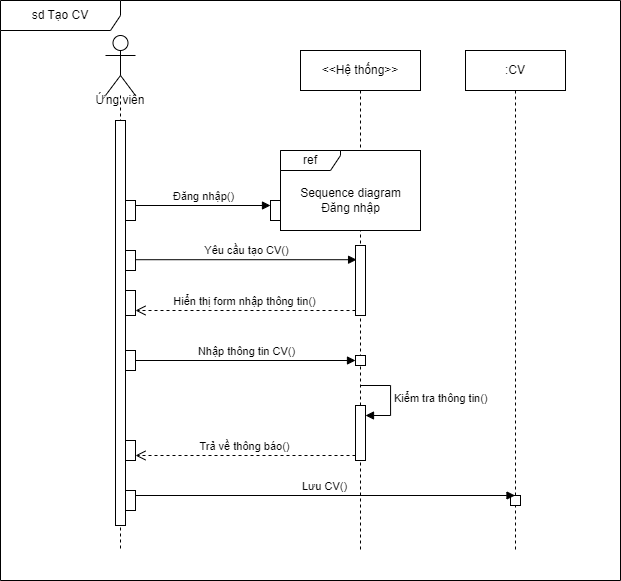 sd Tạo CV
Ứng viên
<<Hệ thống>>
:CV
ref
Sequence diagram
Đăng nhập
Đăng nhập()
Yêu cầu tạo CV()
Hiển thị form nhập thông tin()
Nhập thông tin CV()
Kiểm tra thông tin()
Trả về thông báo()
Lưu CV()